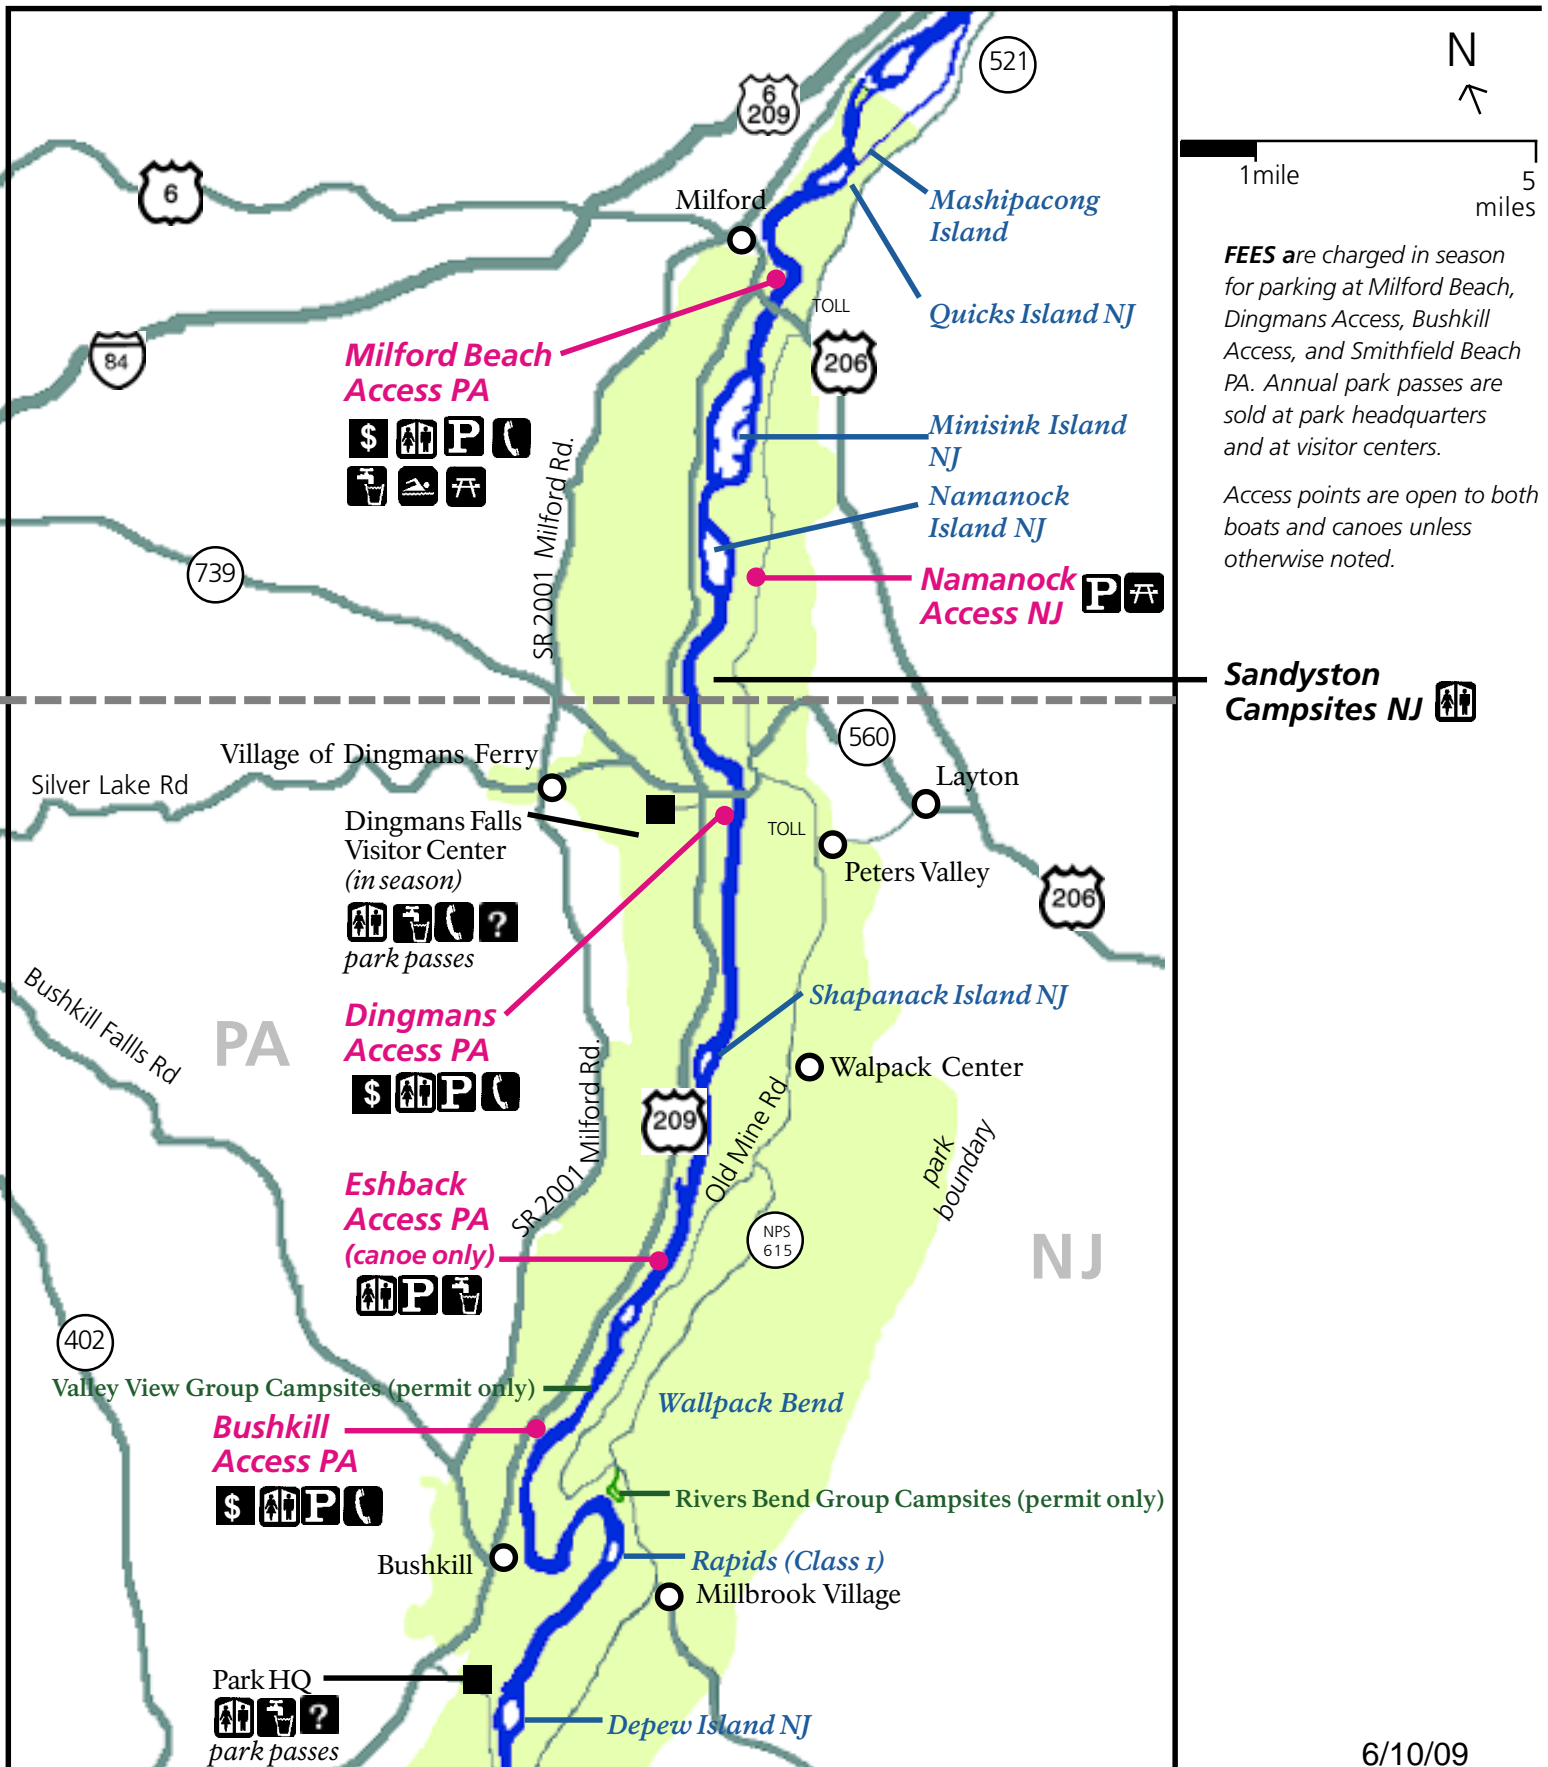 521
N
6
209
1mile
5
miles
6
Milford
Mashipacong
Island
FEES are charged in season
for parking at Milford Beach,
Dingmans Access, Bushkill
Access, and Smithfield Beach
PA. Annual park passes are
sold at park headquarters
and at visitor centers.
Access points are open to both
boats and canoes unless
otherwise noted.
TOLL
Quicks Island NJ
84
206
Milford Beach
Access PA
$ P
Minisink Island
NJ
SR 2001 Milford Rd.
Namanock
Island NJ
739
Namanock
Access NJ
P
Sandyston
Campsites NJ
560
Village of Dingmans Ferry
Silver Lake Rd
Layton
Dingmans Falls
Visitor Center
(in season)
?
park passes
TOLL
Peters Valley
206
Bushkill Fallls Rd
Shapanack Island NJ
Dingmans
Access PA
$ P
PA
Walpack Center
209
Old Mine Rd
park
boundary
SR 2001 Milford Rd.
Eshback
Access PA
(canoe only)
P
NPS
615
NJ
402
Valley View Group Campsites (permit only)
Wallpack Bend
Bushkill
Access PA
$ P
Rivers Bend Group Campsites (permit only)
Bushkill
Rapids (Class 1)
Millbrook Village
Park HQ
?
park passes
Depew Island NJ
6/10/09